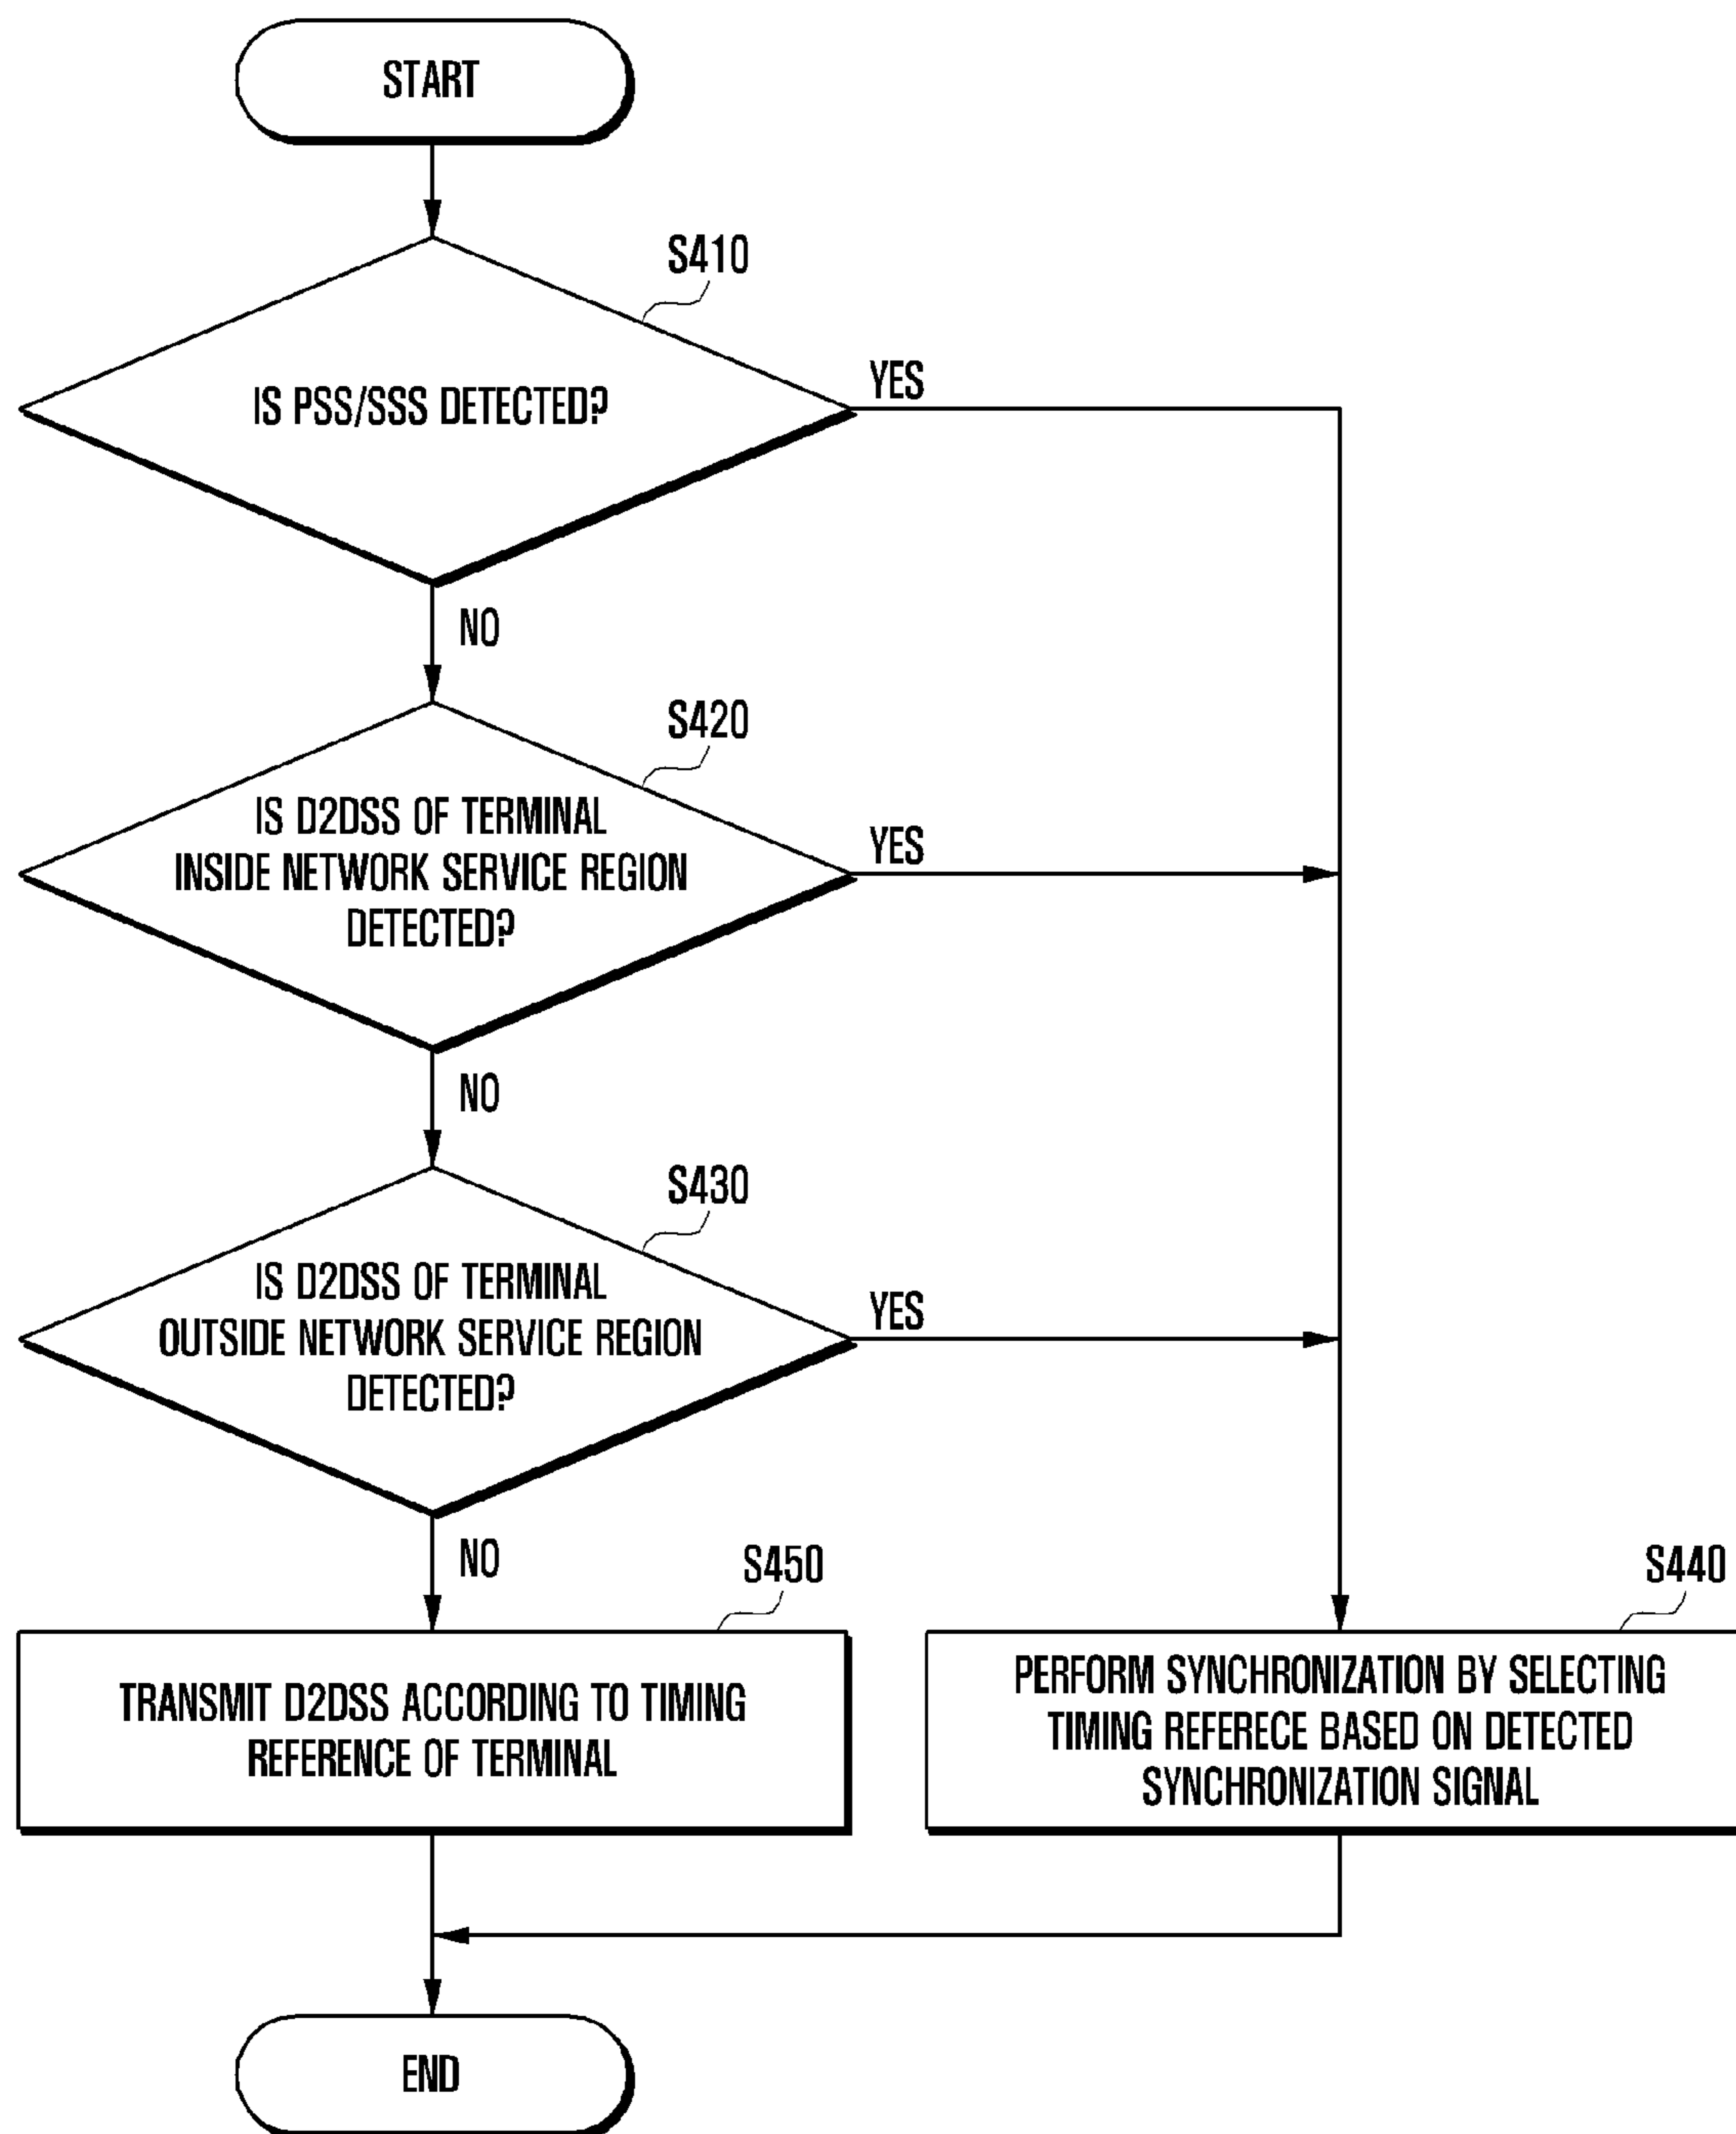 START
S410
IS PSS/SSS DETECTED?
YES
NO
S420
IS D2DSS OF TERMINAL
INSIDE NETWORK SERVICE REGION
DETECTED?
YES
NO
S430
IS D2DSS OF TERMINAL
OUTSIDE NETWORK SERVICE REGION
DETECTED?
YES
NO
S450
TRANSMIT D2DSS ACCORDING TO TIMING
REFERENCE OF TERMINAL
S440
PERFORM SYNCHRONIZATION BY SELECTING
TIMING REFERECE BASED ON DETECTED
SYNCHRONIZATION SIGNAL
END